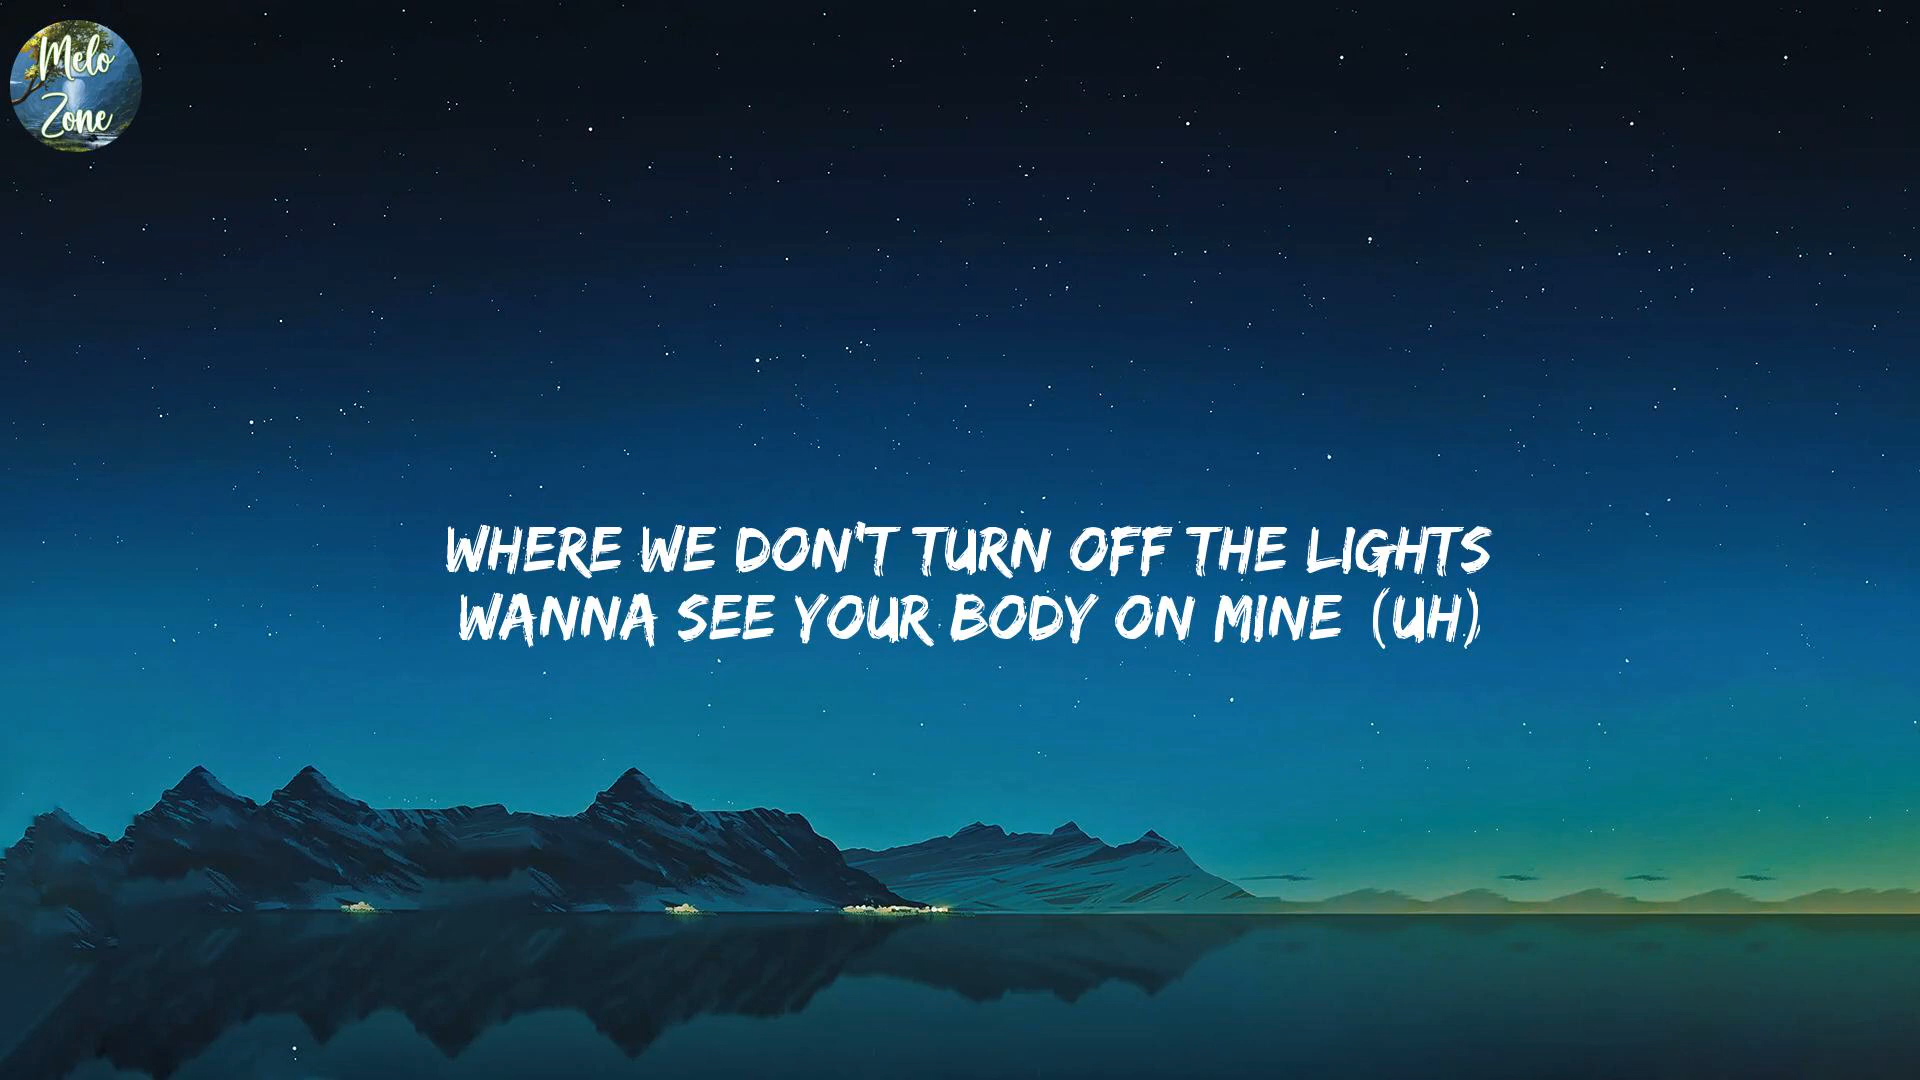 Melo
Zone
WHERE WE DON'T TURN OFF THE LIGHTS
WANNA SEE YOUR BODY ON MINE (UH)